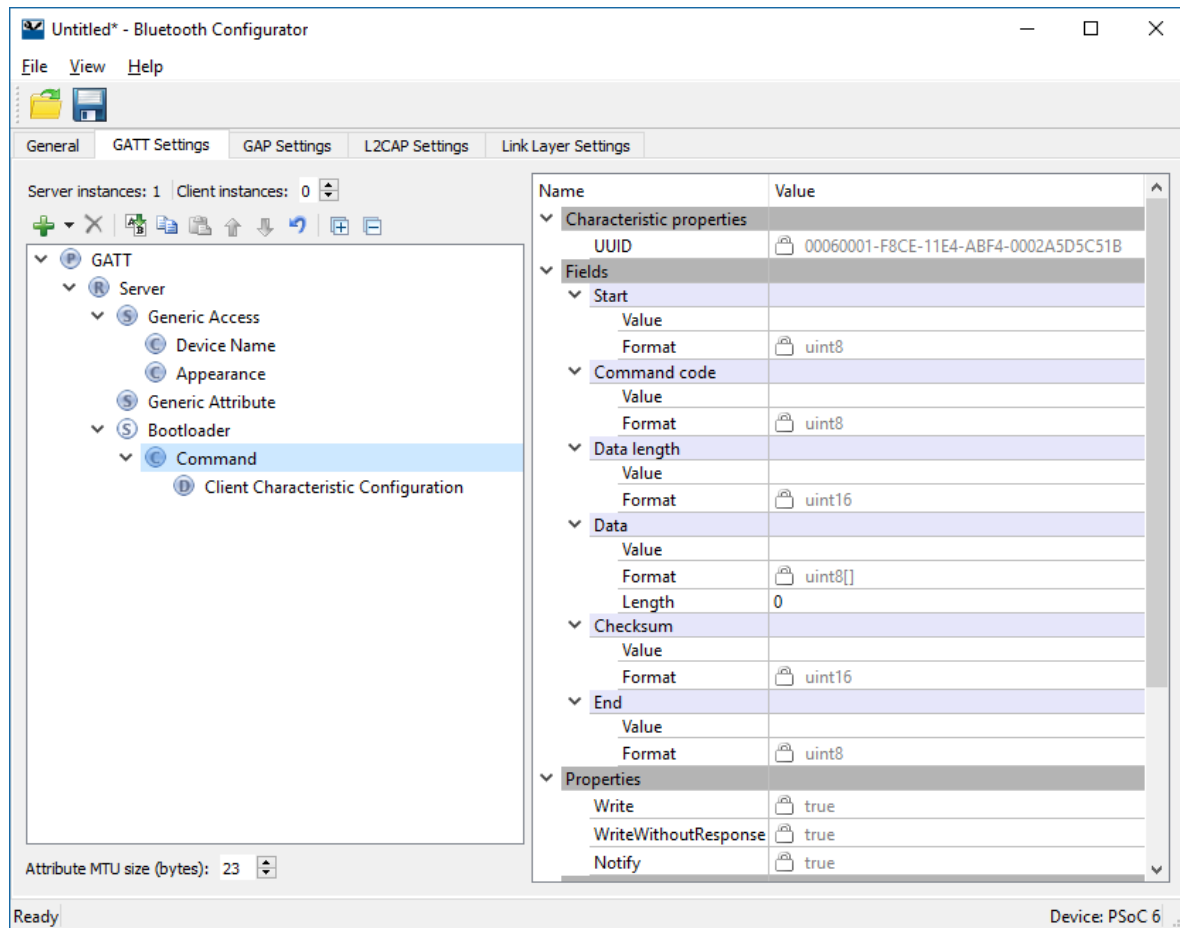 Untitled* - Bluetooth Configurator
File View Help
General GATT Settings GAP Settings L2CAP Settings Link Layer Settings
Server instances: 1 Client instances: 0
GATT
Server
Generic Access
Device Name
Appearance
Generic Attribute
Bootloader
Command
Client Characteristic Configuration
Attribute MTU size (bytes): 23
Name Value
Characteristic properties
UUID 00060001-F8CE-11E4-ABF4-0002A5D5C51B
Fields
Start
Value
Format uint8
Command code
Value
Format uint8
Data length
Value
Format uint16
Data
Value
Format uint8[]
Length 0
Checksum
Value
Format uint16
End
Value
Format uint8
Properties
Write true
WriteWithoutResponse true
Notify true
Ready Device: PSoC 6